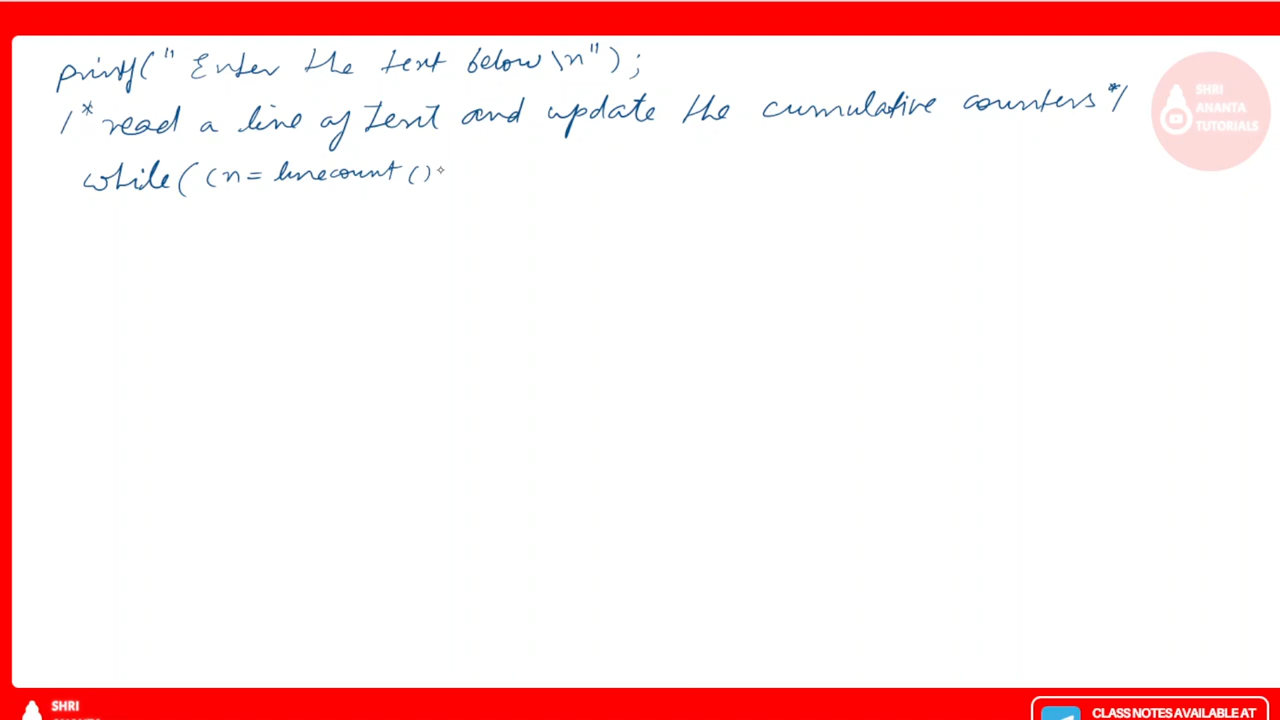 printf(" Enter the text below \n") ;
/* read a line of text and update the cumulative counters */
while( (n = linecount ()
SHRI
ANANTA
TUTORIALS
SHRI
CLASS NOTES AVAILABLE AT